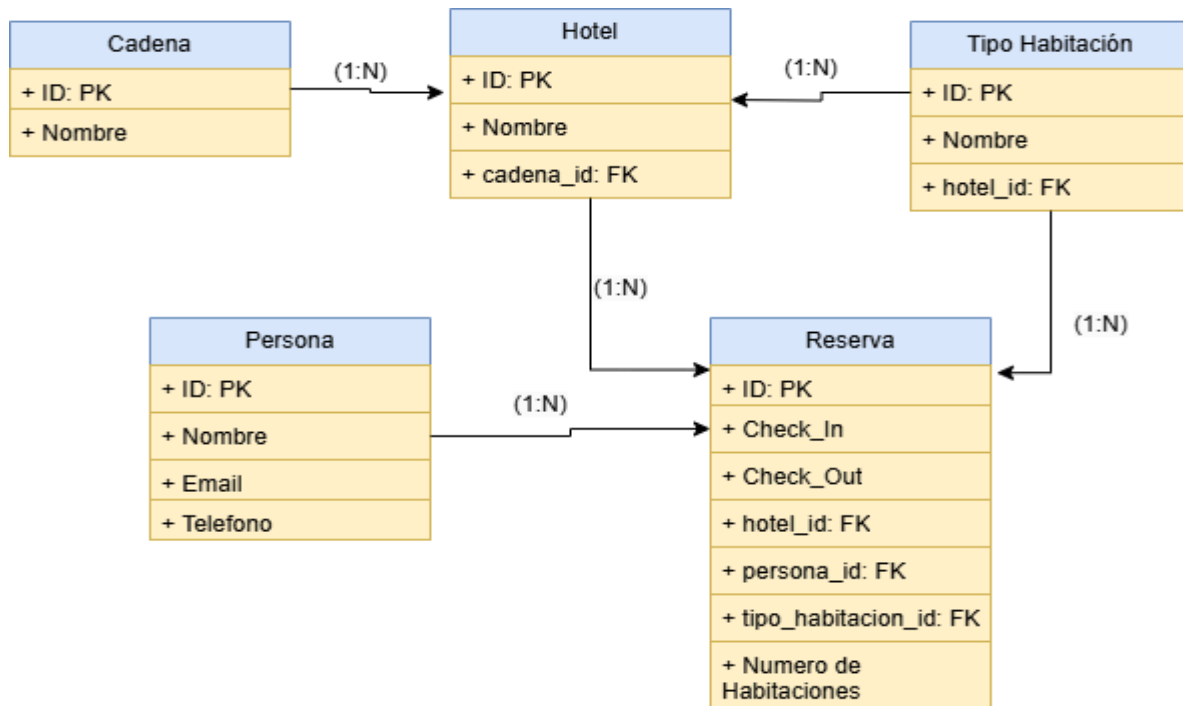 Cadena
+ ID: PK
+ Nombre
(1:N)
Hotel
+ ID: PK
+ Nombre
+ cadena_id: FK
(1:N)
Tipo Habitación
+ ID: PK
+ Nombre
+ hotel_id: FK
(1:N)
(1:N)
Persona
+ ID: PK
+ Nombre
+ Email
+ Telefono
(1:N)
Reserva
+ ID: PK
+ Check_In
+ Check_Out
+ hotel_id: FK
+ persona_id: FK
+ tipo_habitacion_id: FK
+ Numero de
Habitaciones